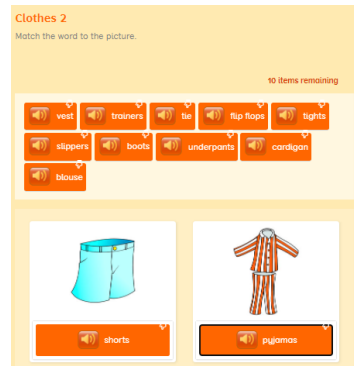 Clothes 2
Match the word to the picture.
10 items remaining
vest trainers tie flip flops tights
slippers boots underpants cardigan
blouse
shorts pyjamas